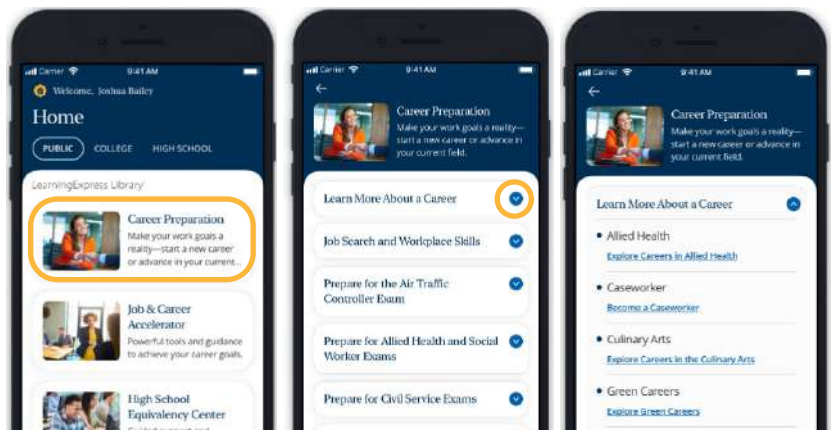 Carrier 9:41 AM
Welcome, Joshua Bailey
Home
PUBLIC COLLEGE HIGH SCHOOL
LearningExpress Library
Career Preparation
Make your work goals a
reality—start a new career
or advance in your current...
Job & Career
Accelerator
Powerful tools and guidance
to achieve your career goals.
High School
Equivalency Center
Guided support and
Carrier 9:41 AM
Career Preparation
Make your work goals a reality—
start a new career or advance in
your current field.
Learn More About a Career
Job Search and Workplace Skills
Prepare for the Air Traffic
Controller Exam
Prepare for Allied Health and Social
Worker Exams
Prepare for Civil Service Exams
Carrier 9:41 AM
Career Preparation
Make your work goals a reality—
start a new career or advance in
your current field.
Learn More About a Career
• Allied Health
Explore Careers in Allied Health
• Caseworker
Become a Caseworker
• Culinary Arts
Explore Careers in the Culinary Arts
• Green Careers
Explore Green Careers